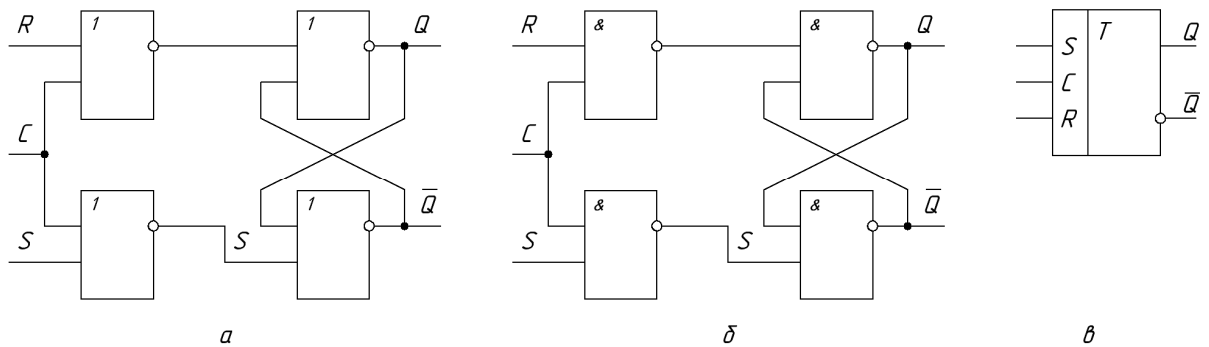 R 1 1 Q
C
S 1 S 1 Q̅
а
R & & Q
C
S & S & Q̅
б
S T Q
C
R Q̅
в